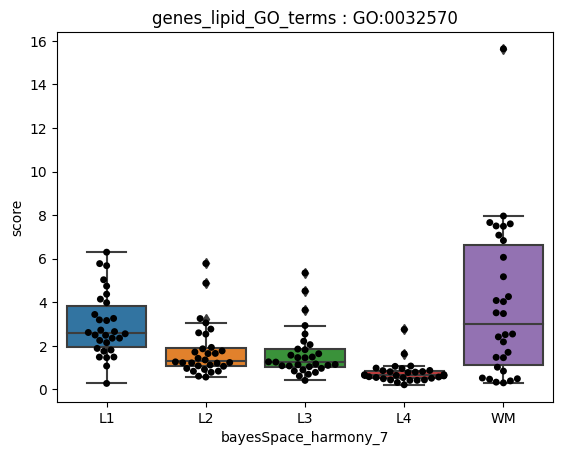 genes_lipid_GO_terms : GO:0032570
16
14
12
10
8
6
4
2
0
score
L1 L2 L3 L4 WM
bayesSpace_harmony_7